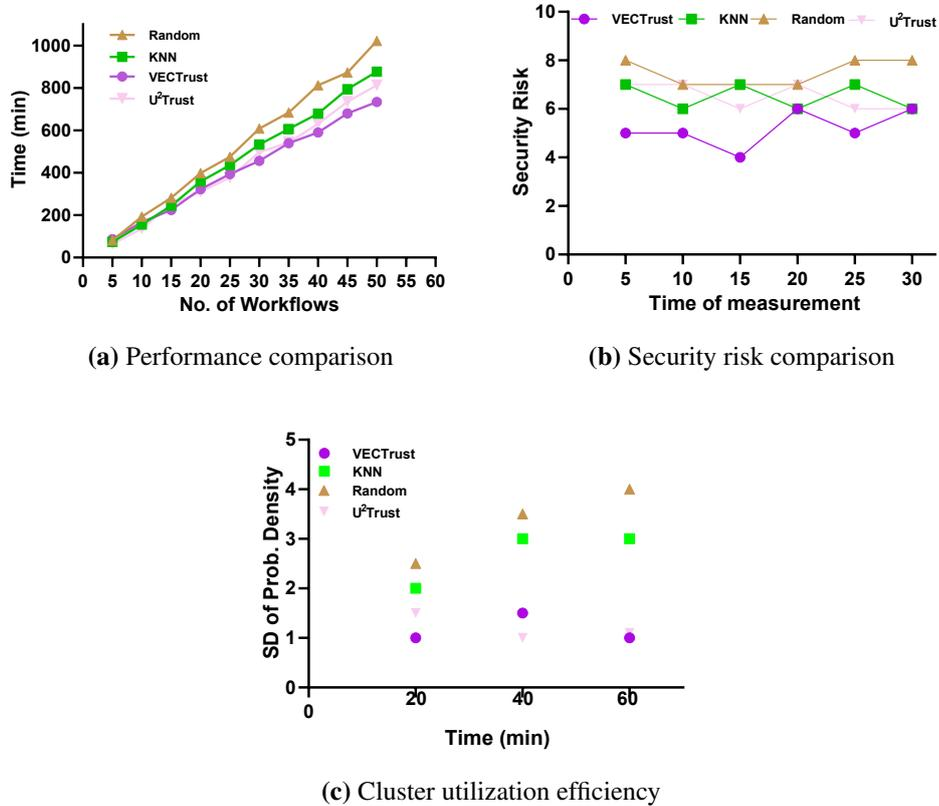 Random
KNN
VECTrust
U²Trust
Time (min)
1000
800
600
400
200
0
0 5 10 15 20 25 30 35 40 45 50 55 60
No. of Workflows
(a) Performance comparison
VECTrust KNN Random U²Trust
Security Risk
10
8
6
4
2
0
0 5 10 15 20 25 30
Time of measurement
(b) Security risk comparison
VECTrust
KNN
Random
U²Trust
SD of Prob. Density
5
4
3
2
1
0
0 20 40 60
Time (min)
(c) Cluster utilization efficiency